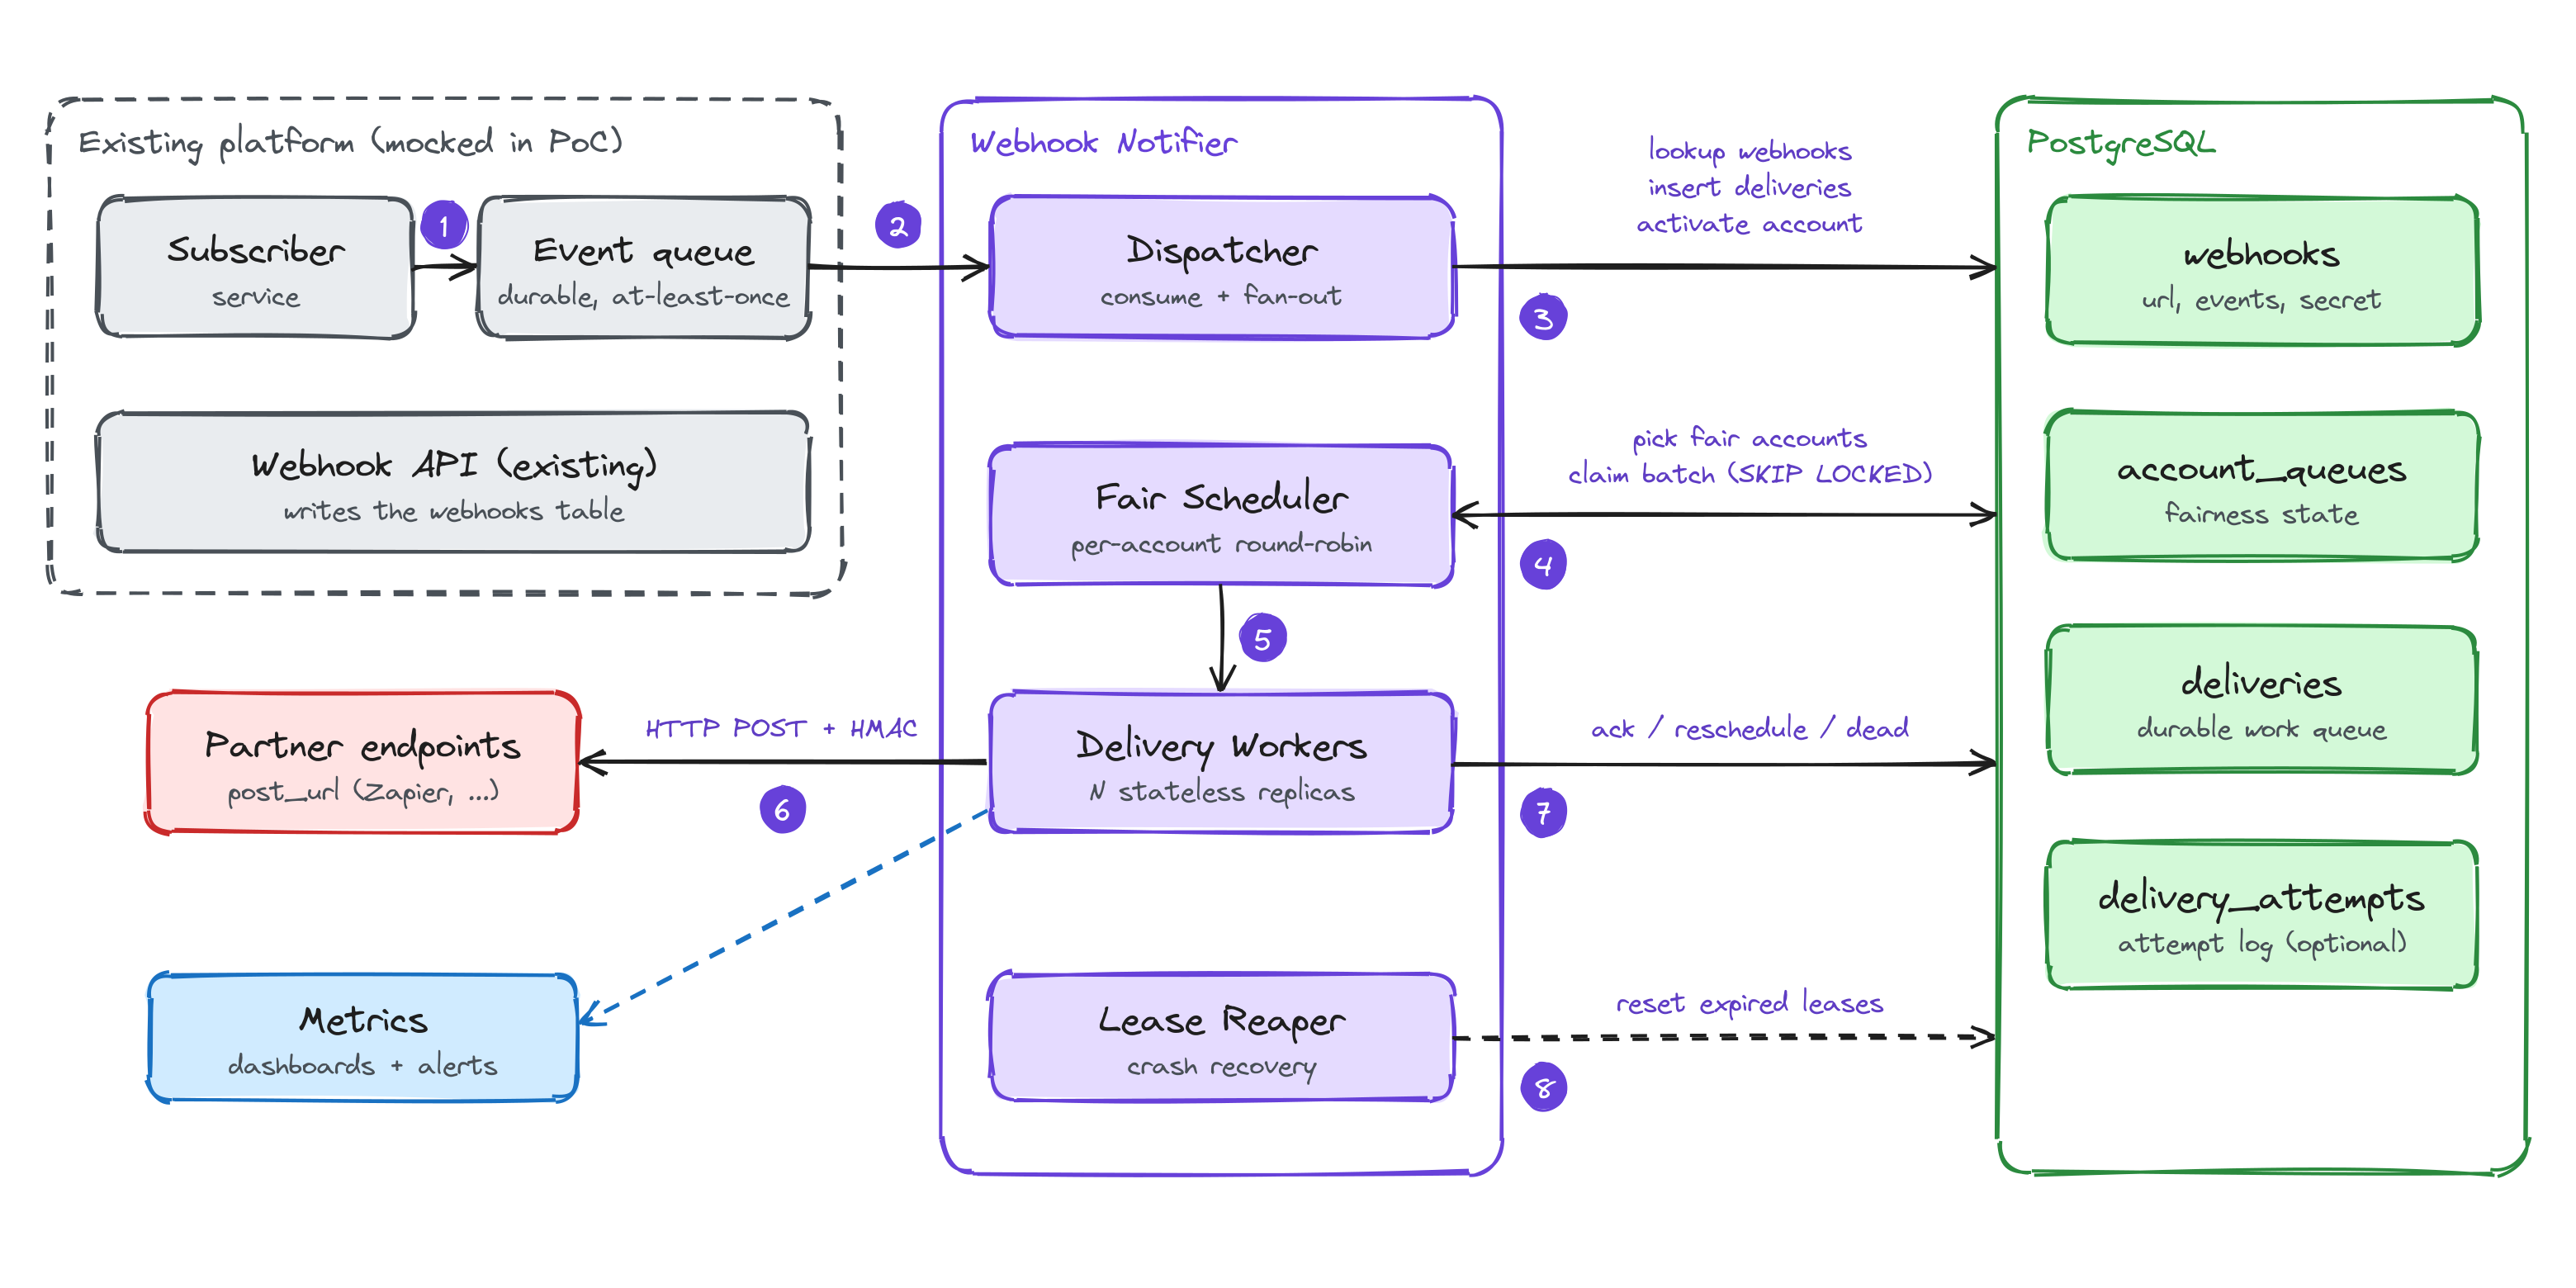 Existing platform (mocked in PoC)
Subscriber
service
1
Event queue
durable, at-least-once
Webhook API (existing)
writes the webhooks table
2
Webhook Notifier
Dispatcher
consume + fan-out
lookup webhooks
insert deliveries
activate account
3
Fair Scheduler
per-account round-robin
pick fair accounts
claim batch (SKIP LOCKED)
4
5
Delivery Workers
N stateless replicas
HTTP POST + HMAC
6
Partner endpoints
post_url (Zapier, ...)
ack / reschedule / dead
7
Metrics
dashboards + alerts
Lease Reaper
crash recovery
reset expired leases
8
PostgreSQL
webhooks
url, events, secret
account_queues
fairness state
deliveries
durable work queue
delivery_attempts
attempt log (optional)